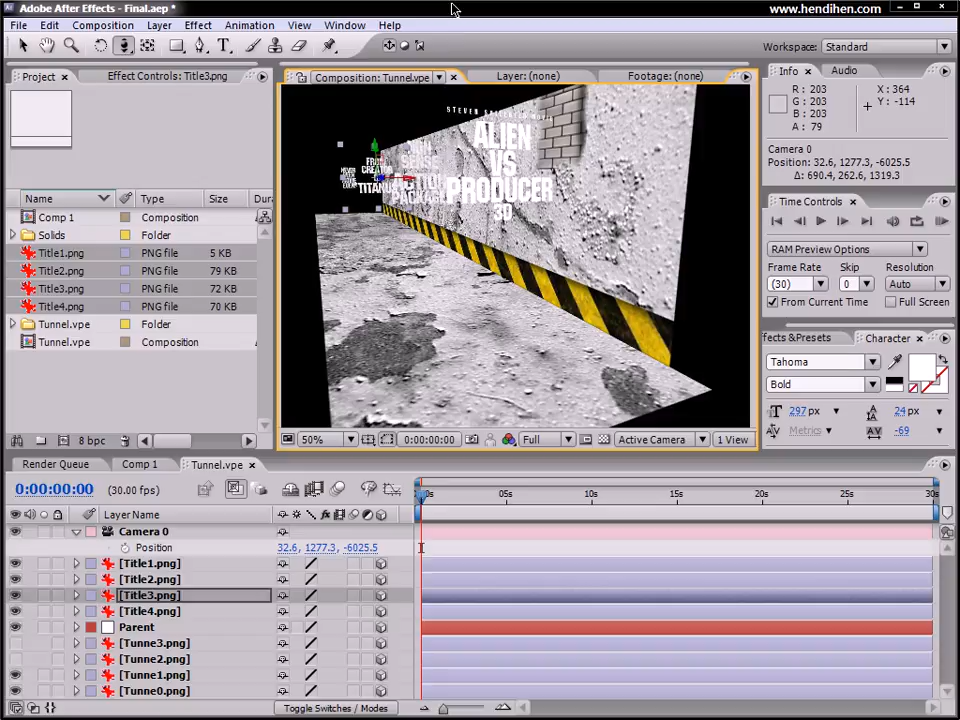 Adobe After Effects - Final.aep *
www.hendihen.com
File Edit Composition Layer Effect Animation View Window Help
Workspace: Standard
Project
Effect Controls: Title3.png
Composition: Tunnel.vpe
Layer: (none)
Footage: (none)
Info
Audio
R : 203
G : 203
B : 203
A : 79
X : 364
Y : -114
Camera 0
Position: 32.6, 1277.3, -6025.5
Δ: 690.4, 262.6, 1319.3
ALIEN
VS
PRODUCER
3D
FROM
CREATOR
TITANUS
Name Type Size Dura
Comp 1 Composition
Solids Folder
Title1.png PNG file 5 KB
Title2.png PNG file 79 KB
Title3.png PNG file 72 KB
Title4.png PNG file 70 KB
Tunnel.vpe Folder
Tunnel.vpe Composition
8 bpc
Time Controls
RAM Preview Options
Frame Rate Skip Resolution
(30) 0 Auto
From Current Time Full Screen
ffects &Presets
Character
Tahoma
Bold
297 px 24 px
Metrics -69
50% 0:00:00:00 Full Active Camera 1 View
Render Queue Comp 1 Tunnel.vpe
0:00:00:00 (30.00 fps)
0s 05s 10s 15s 20s 25s 30s
# Layer Name
Camera 0
Position 32.6, 1277.3, -6025.5
[Title1.png]
[Title2.png]
[Title3.png]
[Title4.png]
Parent
[Tunne3.png]
[Tunne2.png]
[Tunne1.png]
[Tunne0.png]
Toggle Switches / Modes